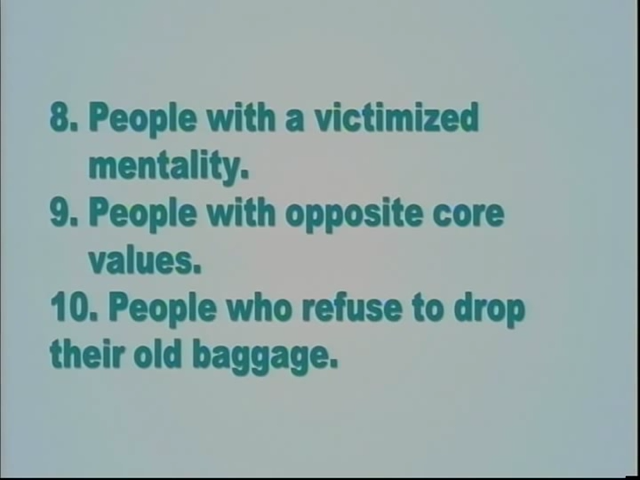 8. People with a victimized
mentality.
9. People with opposite core
values.
10. People who refuse to drop
their old baggage.